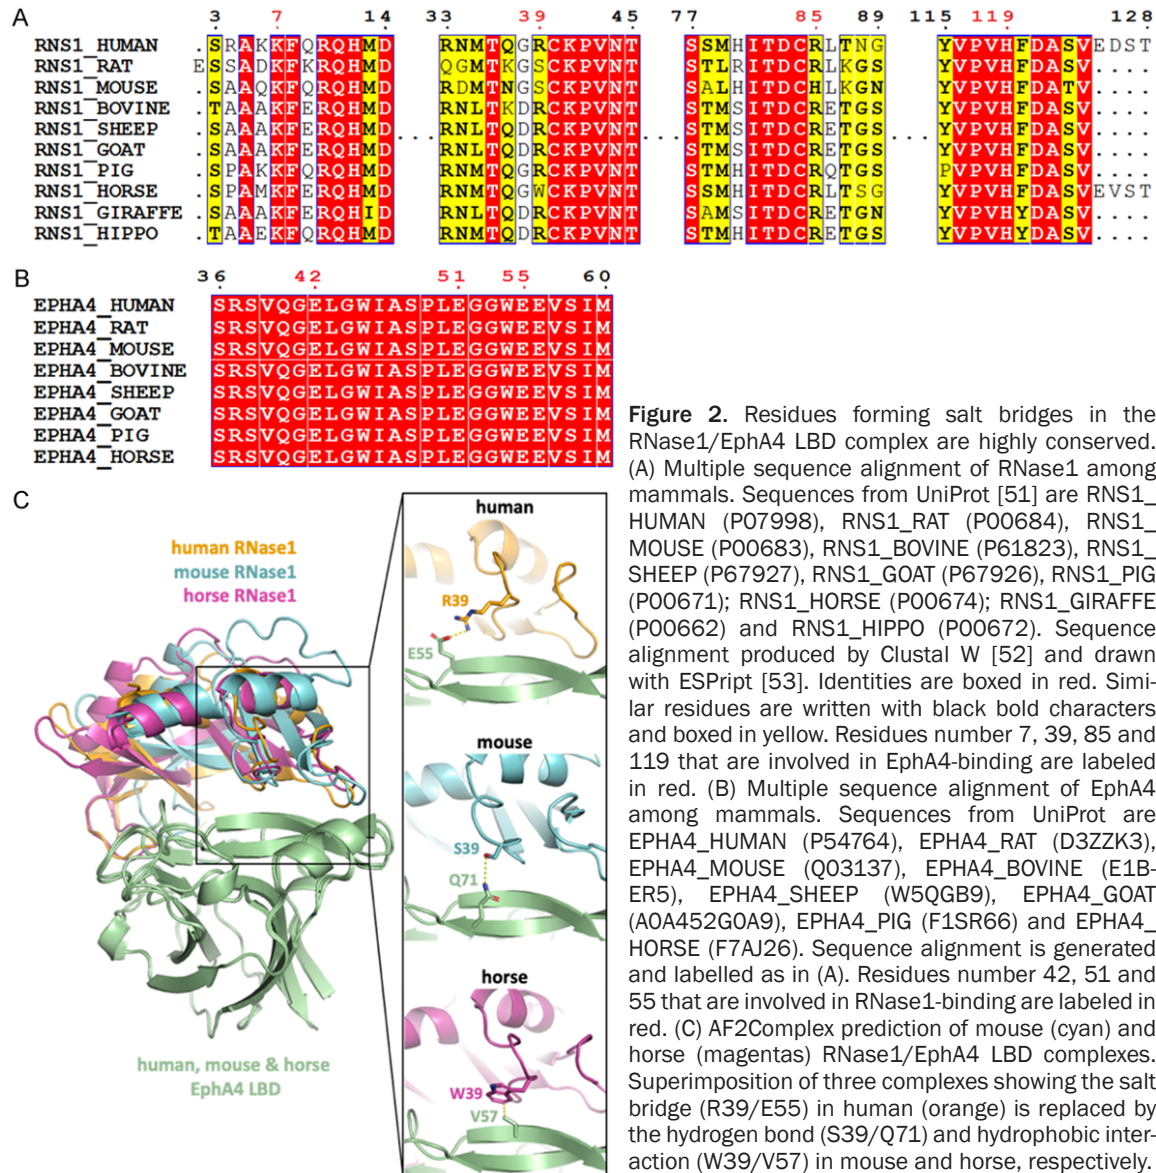 A
3 7 14 33 39 45 77 85 89 115 119 128
RNS1_HUMAN .SRAKKFQRQHMD RNMTQGRCKPVNT SSMHITDCRLTNG YVPVHFDASVEDST
RNS1_RAT ESSADKFKRQHMD QGMTKGSCKPVNT STLRITDCRLKGS YVPVHFDASV....
RNS1_MOUSE .SAAQKFQRQHMD RDMTNGSCKPVNT SALHITDCHLKGN YVPVHFDATV....
RNS1_BOVINE .TAAAKFERQHMD RNLTKDRCKPVNT STMSITDCRETGS YVPVHFDASV....
RNS1_SHEEP .SAAAKFERQHMD...RNLTQDRCKPVNT...STMSITDCRETGS...YVPVHFDASV....
RNS1_GOAT .SAAAKFERQHMD RNLTQDRCKPVNT STMSITDCRETGS YVPVHFDASV....
RNS1_PIG .SPAKKFQRQHMD RNMTQGRCKPVNT STMHITDCRQTGS PVPVHFDASV....
RNS1_HORSE .SPAMKFERQHMD RNMTQGWCKPVNT SSMHITDCRLTSG YVPVHFDASVEVST
RNS1_GIRAFFE .SAAAKFERQHID RNLTQDRCKPVNT SAMSITDCRETGN YVPVHYDASV....
RNS1_HIPPO .TAAEKFQRQHMD RNMTQDRCKPVNT STMSITDCRETGS YVPVHYDASV....
B
36 42 51 55 60
EPHA4_HUMAN SRSVQGELGWIASPLEGGWEEVSIM
EPHA4_RAT SRSVQGELGWIASPLEGGWEEVSIM
EPHA4_MOUSE SRSVQGELGWIASPLEGGWEEVSIM
EPHA4_BOVINE SRSVQGELGWIASPLEGGWEEVSIM
EPHA4_SHEEP SRSVQGELGWIASPLEGGWEEVSIM
EPHA4_GOAT SRSVQGELGWIASPLEGGWEEVSIM
EPHA4_PIG SRSVQGELGWIASPLEGGWEEVSIM
EPHA4_HORSE SRSVQGELGWIASPLEGGWEEVSIM
C
human RNase1
mouse RNase1
horse RNase1
human, mouse & horse
EphA4 LBD
human
R39
E55
mouse
S39
Q71
horse
W39
V57
Figure 2. Residues forming salt bridges in the
RNase1/EphA4 LBD complex are highly conserved.
(A) Multiple sequence alignment of RNase1 among
mammals. Sequences from UniProt [51] are RNS1_
HUMAN (P07998), RNS1_RAT (P00684), RNS1_
MOUSE (P00683), RNS1_BOVINE (P61823), RNS1_
SHEEP (P67927), RNS1_GOAT (P67926), RNS1_PIG
(P00671); RNS1_HORSE (P00674); RNS1_GIRAFFE
(P00662) and RNS1_HIPPO (P00672). Sequence
alignment produced by Clustal W [52] and drawn
with ESPript [53]. Identities are boxed in red. Simi-
lar residues are written with black bold characters
and boxed in yellow. Residues number 7, 39, 85 and
119 that are involved in EphA4-binding are labeled
in red. (B) Multiple sequence alignment of EphA4
among mammals. Sequences from UniProt are
EPHA4_HUMAN (P54764), EPHA4_RAT (D3ZZK3),
EPHA4_MOUSE (Q03137), EPHA4_BOVINE (E1B-
ER5), EPHA4_SHEEP (W5QGB9), EPHA4_GOAT
(A0A452G0A9), EPHA4_PIG (F1SR66) and EPHA4_
HORSE (F7AJ26). Sequence alignment is generated
and labelled as in (A). Residues number 42, 51 and
55 that are involved in RNase1-binding are labeled in
red. (C) AF2Complex prediction of mouse (cyan) and
horse (magentas) RNase1/EphA4 LBD complexes.
Superimposition of three complexes showing the salt
bridge (R39/E55) in human (orange) is replaced by
the hydrogen bond (S39/Q71) and hydrophobic inter-
action (W39/V57) in mouse and horse, respectively.